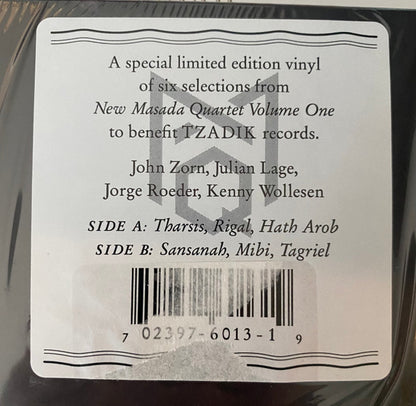 A special limited edition vinyl
of six selections from
New Masada Quartet Volume One
to benefit TZADIK records.
John Zorn, Julian Lage,
Jorge Roeder, Kenny Wollesen
SIDE A: Tharsis, Rigal, Hath Arob
SIDE B: Sansanah, Mibi, Tagriel
7 02397-6013-1 9